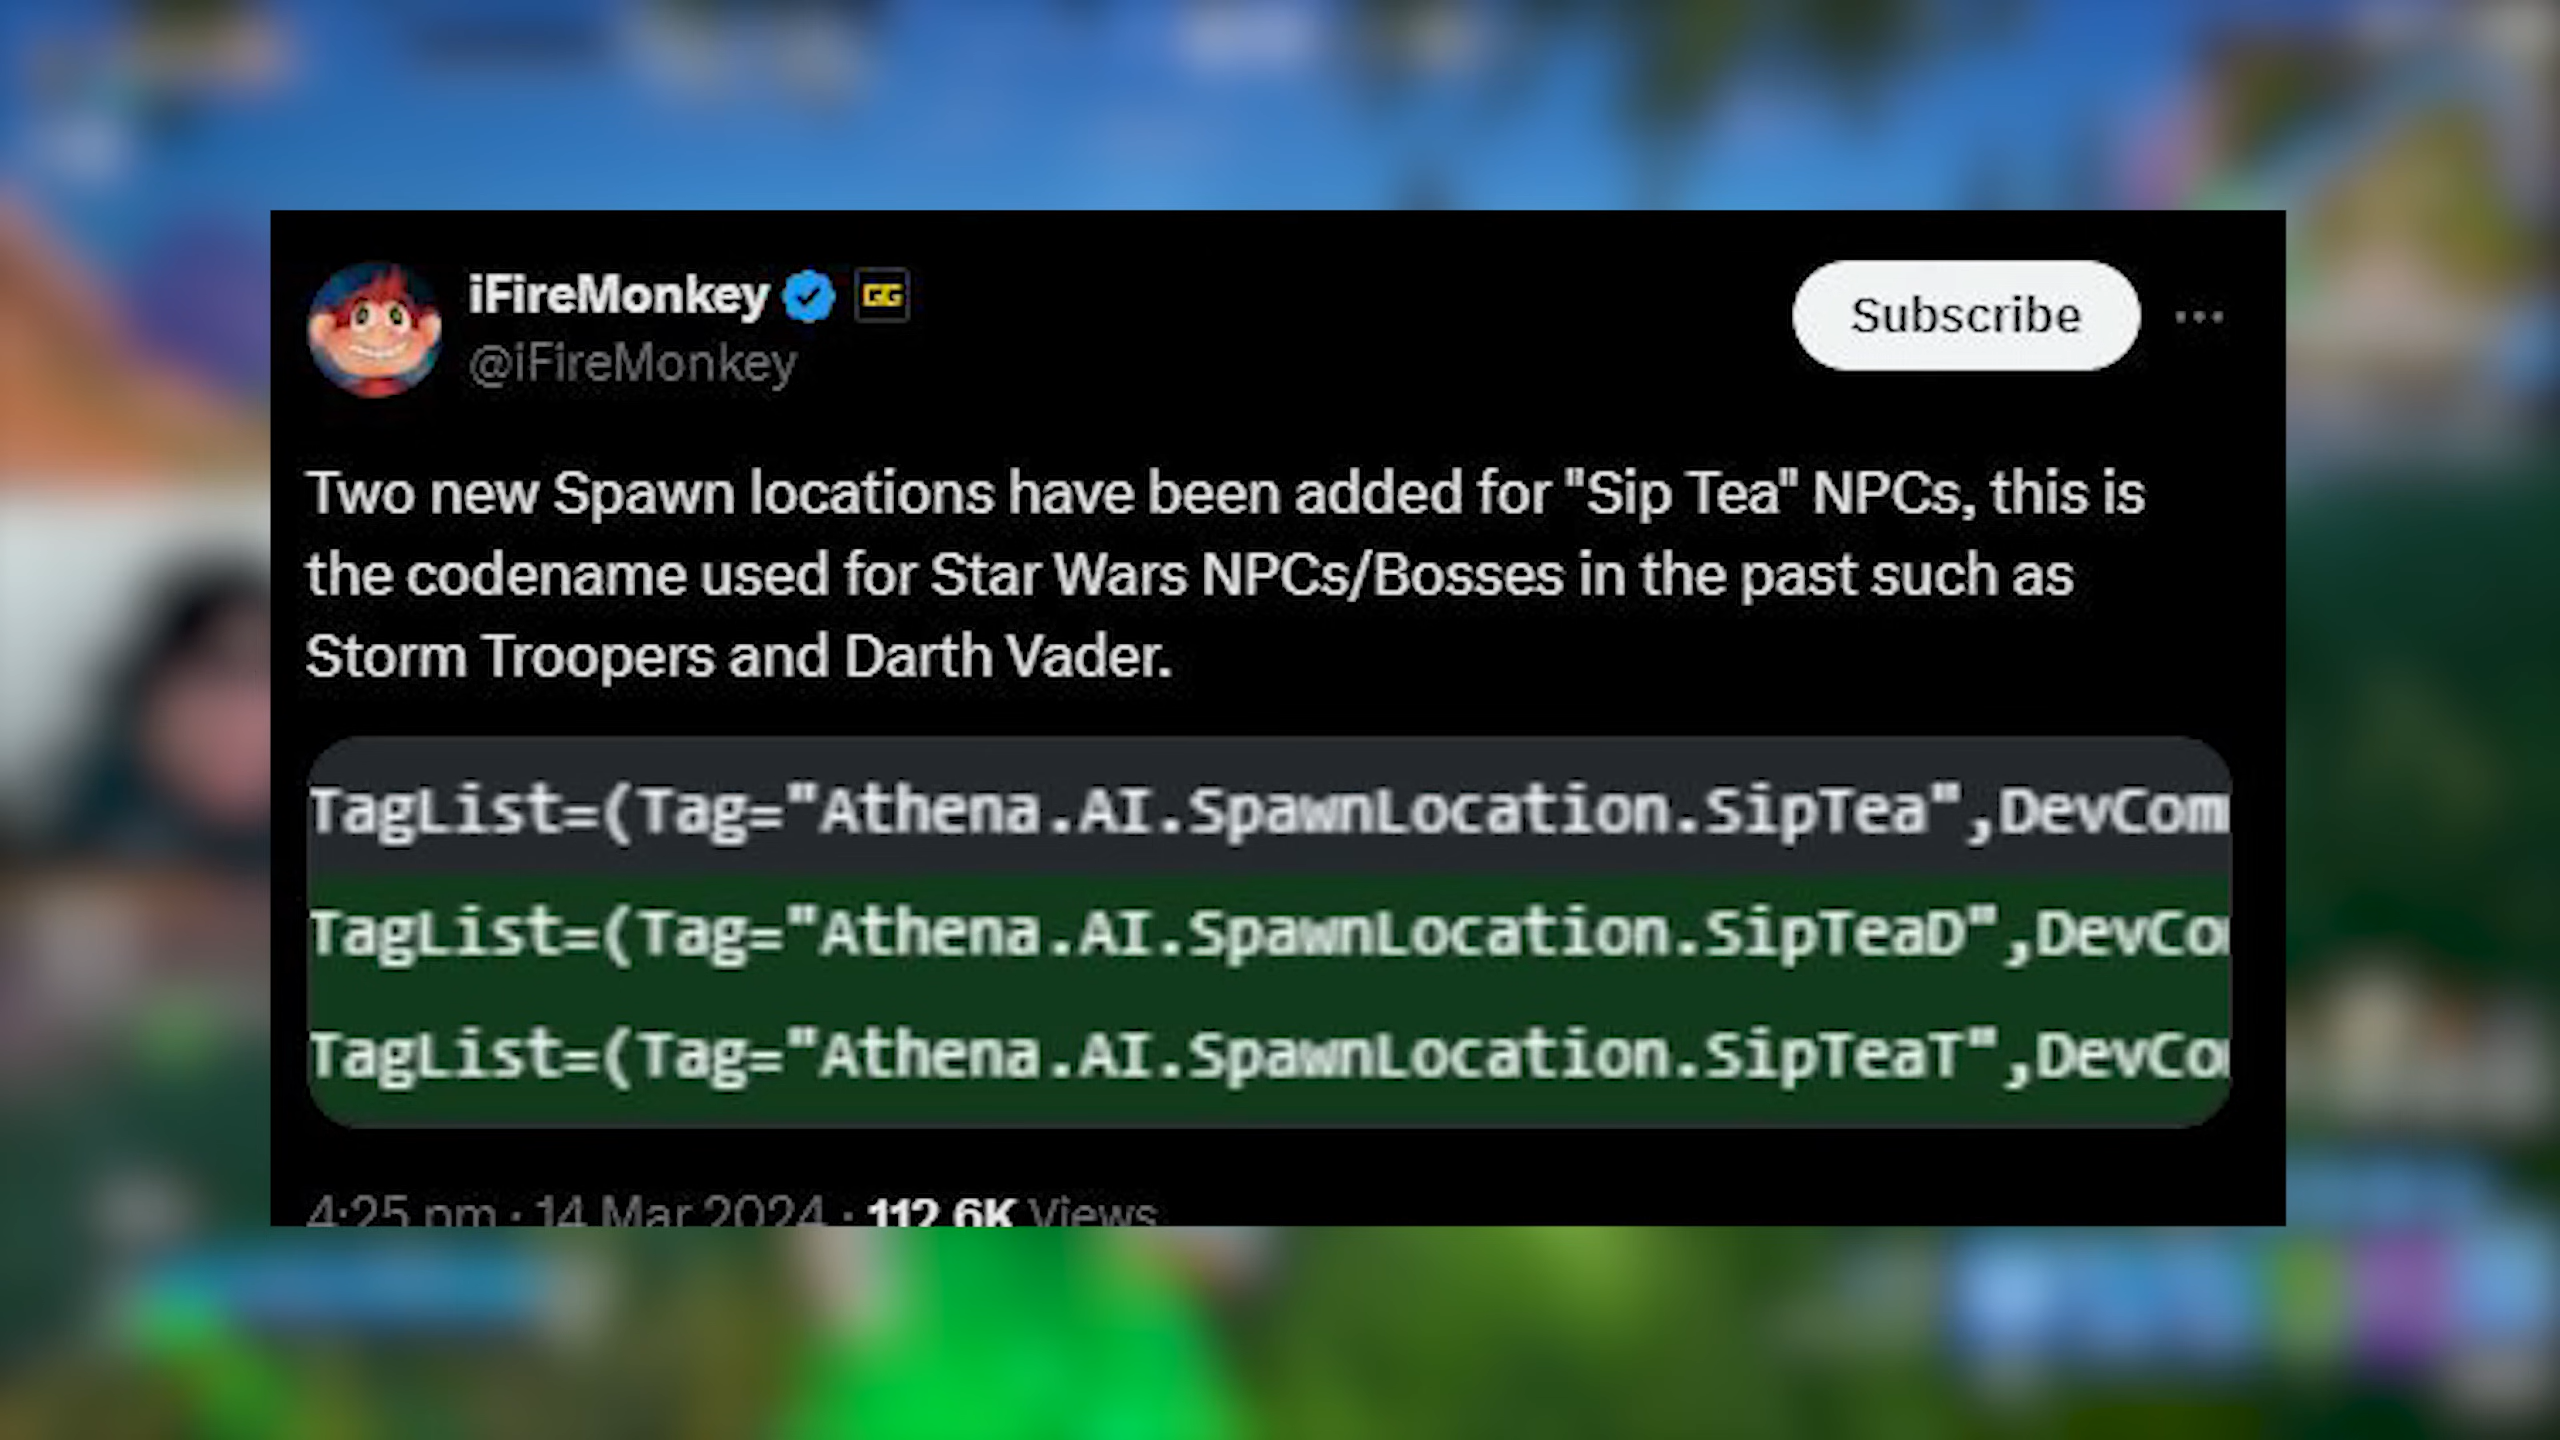 iFireMonkey GG
@iFireMonkey
Subscribe
Two new Spawn locations have been added for "Sip Tea" NPCs, this is
the codename used for Star Wars NPCs/Bosses in the past such as
Storm Troopers and Darth Vader.
TagList=(Tag="Athena.AI.SpawnLocation.SipTea",DevCom
TagList=(Tag="Athena.AI.SpawnLocation.SipTeaD",DevCo
TagList=(Tag="Athena.AI.SpawnLocation.SipTeaT",DevCo
4:25 pm · 14 Mar 2024 · 112.6K Views